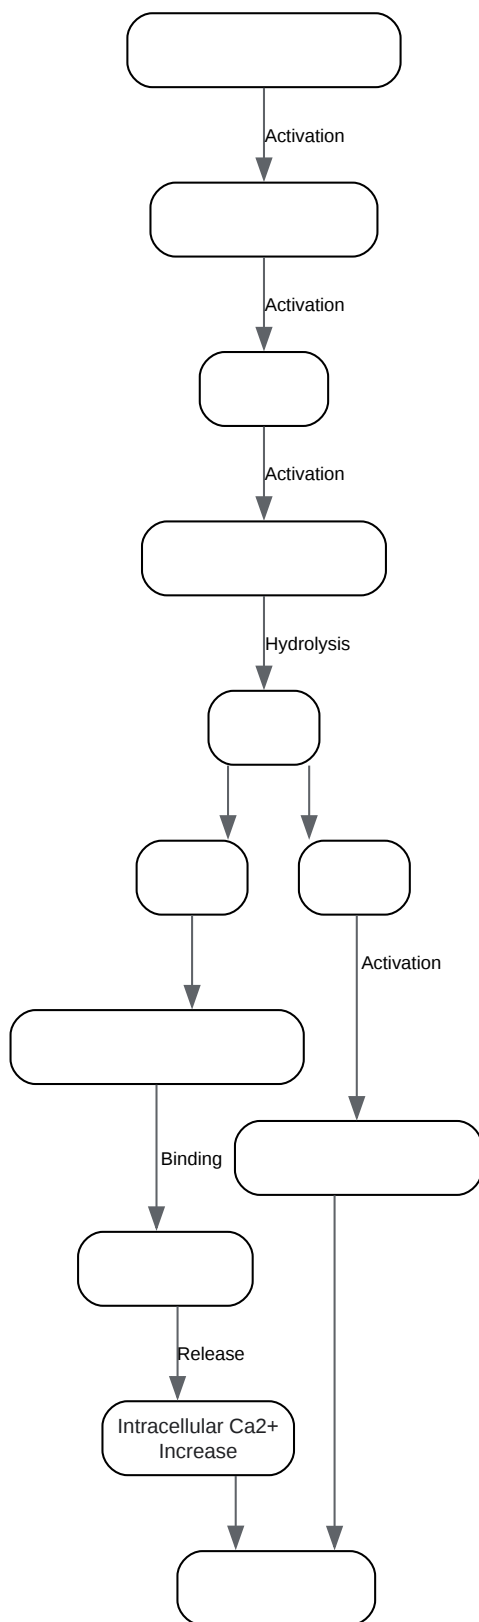 Activation
Activation
Activation
Hydrolysis
Activation
Binding
Release
Intracellular Ca2+
Increase